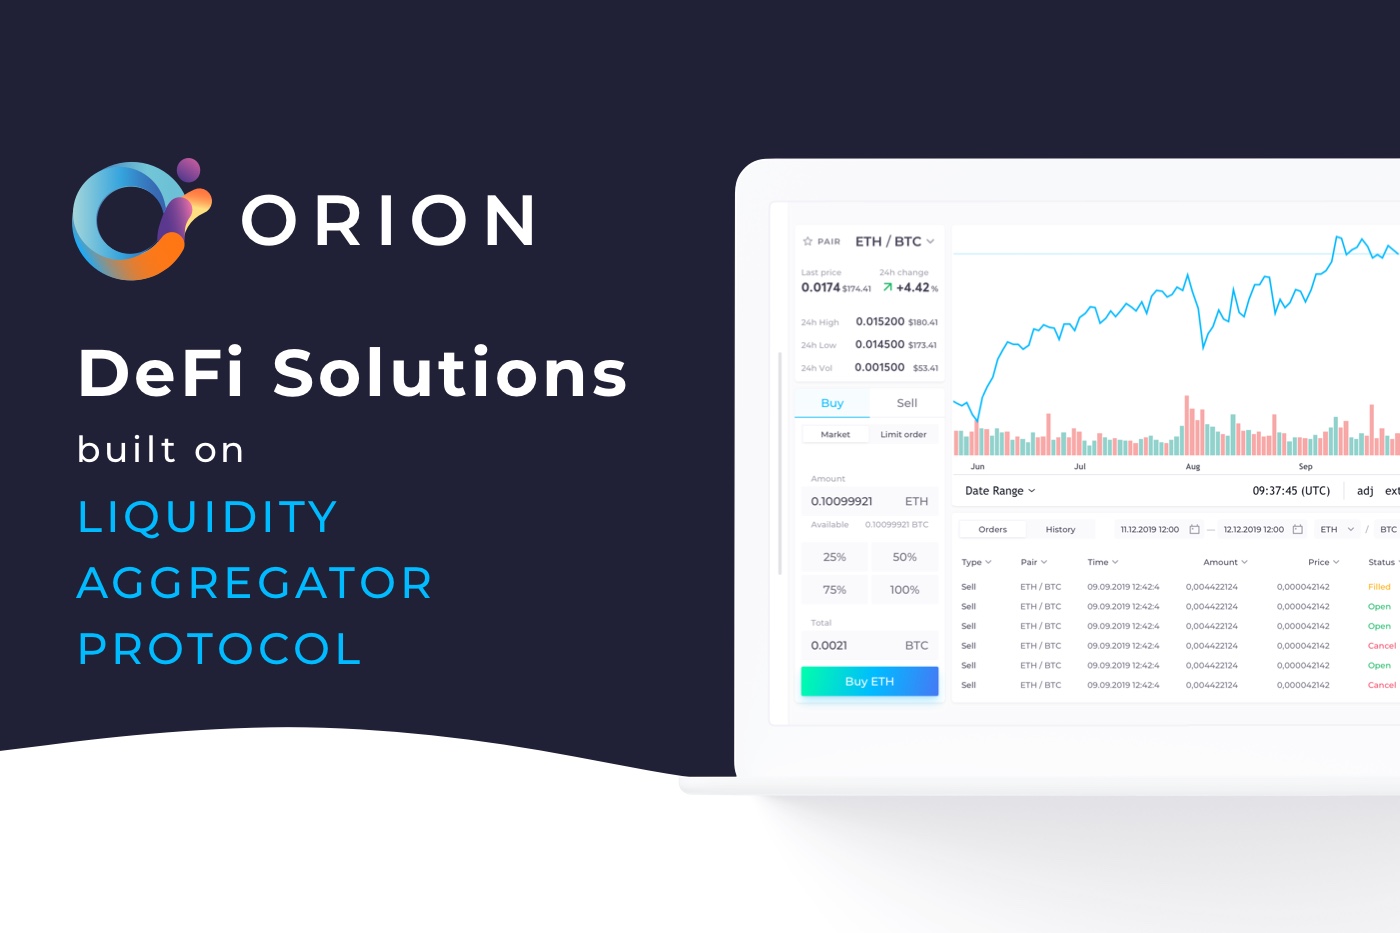 ORION
DeFi Solutions
built on
LIQUIDITY
AGGREGATOR
PROTOCOL
PAIR ETH / BTC
Last price 24h change
0.0174 $174.41 +4.42 %
24h High 0.015200 $180.41
24h Low 0.014500 $173.41
24h Vol 0.001500 $53.41
Buy Sell
Market Limit order
Amount
0.10099921 ETH
Available 0.10099921 BTC
25% 50%
75% 100%
Total
0.0021 BTC
Buy ETH
Jun Jul Aug Sep
Date Range 09:37:45 (UTC) adj ext
Orders History 11.12.2019 12:00 — 12.12.2019 12:00 ETH / BTC
Type Pair Time Amount Price Status
Sell ETH / BTC 09.09.2019 12:42:4 0,004422124 0,000042142 Filled
Sell ETH / BTC 09.09.2019 12:42:4 0,004422124 0,000042142 Open
Sell ETH / BTC 09.09.2019 12:42:4 0,004422124 0,000042142 Open
Sell ETH / BTC 09.09.2019 12:42:4 0,004422124 0,000042142 Cancel
Sell ETH / BTC 09.09.2019 12:42:4 0,004422124 0,000042142 Open
Sell ETH / BTC 09.09.2019 12:42:4 0,004422124 0,000042142 Cancel